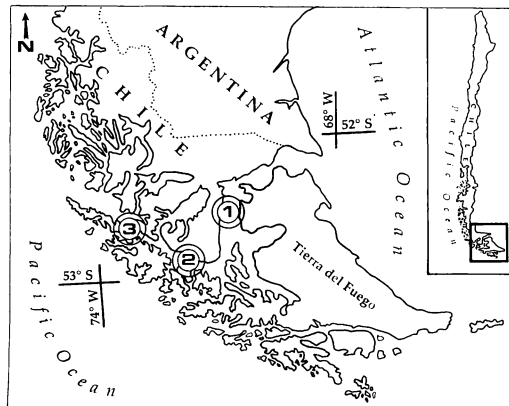 N
ARGENTINA
CHILE
Atlantic Ocean
68° W
52° S
1
3
2
Tierra del Fuego
53° S
74° W
Pacific Ocean
CHILE
Pacific Ocean